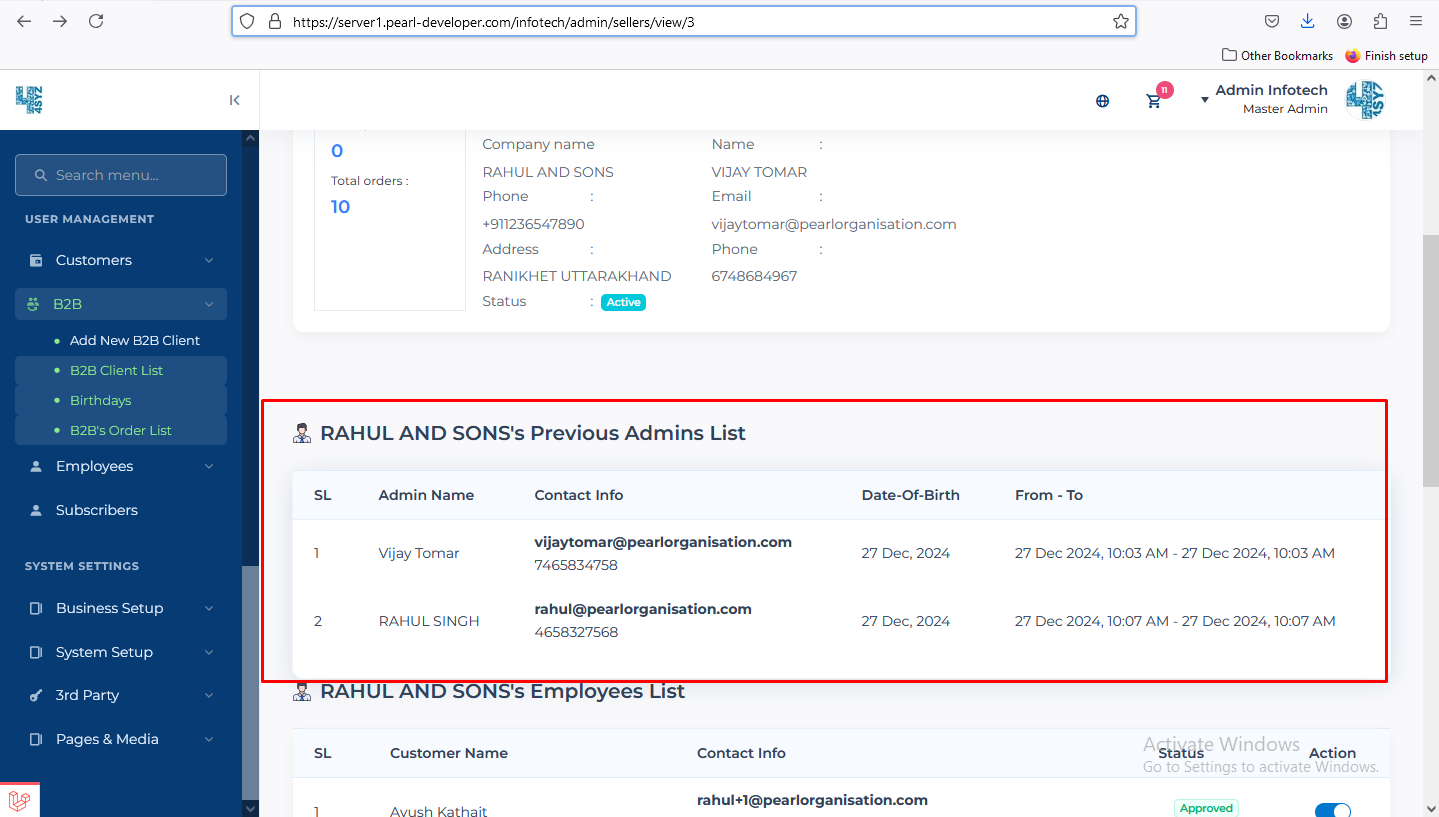 https://server1.pearl-developer.com/infotech/admin/sellers/view/3
Other Bookmarks
Finish setup
4SYZ
11
Admin Infotech
Master Admin
4SYZ
Search menu...
USER MANAGEMENT
Customers
B2B
Add New B2B Client
B2B Client List
Birthdays
B2B's Order List
Employees
Subscribers
SYSTEM SETTINGS
Business Setup
System Setup
3rd Party
Pages & Media
0
Total orders :
10
Company name
RAHUL AND SONS
Phone :
+911236547890
Address :
RANIKHET UTTARAKHAND
Status : Active
Name :
VIJAY TOMAR
Email :
vijaytomar@pearlorganisation.com
Phone :
6748684967
RAHUL AND SONS's Previous Admins List
SL Admin Name Contact Info Date-Of-Birth From - To
1 Vijay Tomar vijaytomar@pearlorganisation.com 27 Dec, 2024 27 Dec 2024, 10:03 AM - 27 Dec 2024, 10:03 AM
7465834758
2 RAHUL SINGH rahul@pearlorganisation.com 27 Dec, 2024 27 Dec 2024, 10:07 AM - 27 Dec 2024, 10:07 AM
4658327568
RAHUL AND SONS's Employees List
SL Customer Name Contact Info Status Action
1 Ayush Kathait rahul+1@pearlorganisation.com Approved
Activate Windows
Go to Settings to activate Windows.